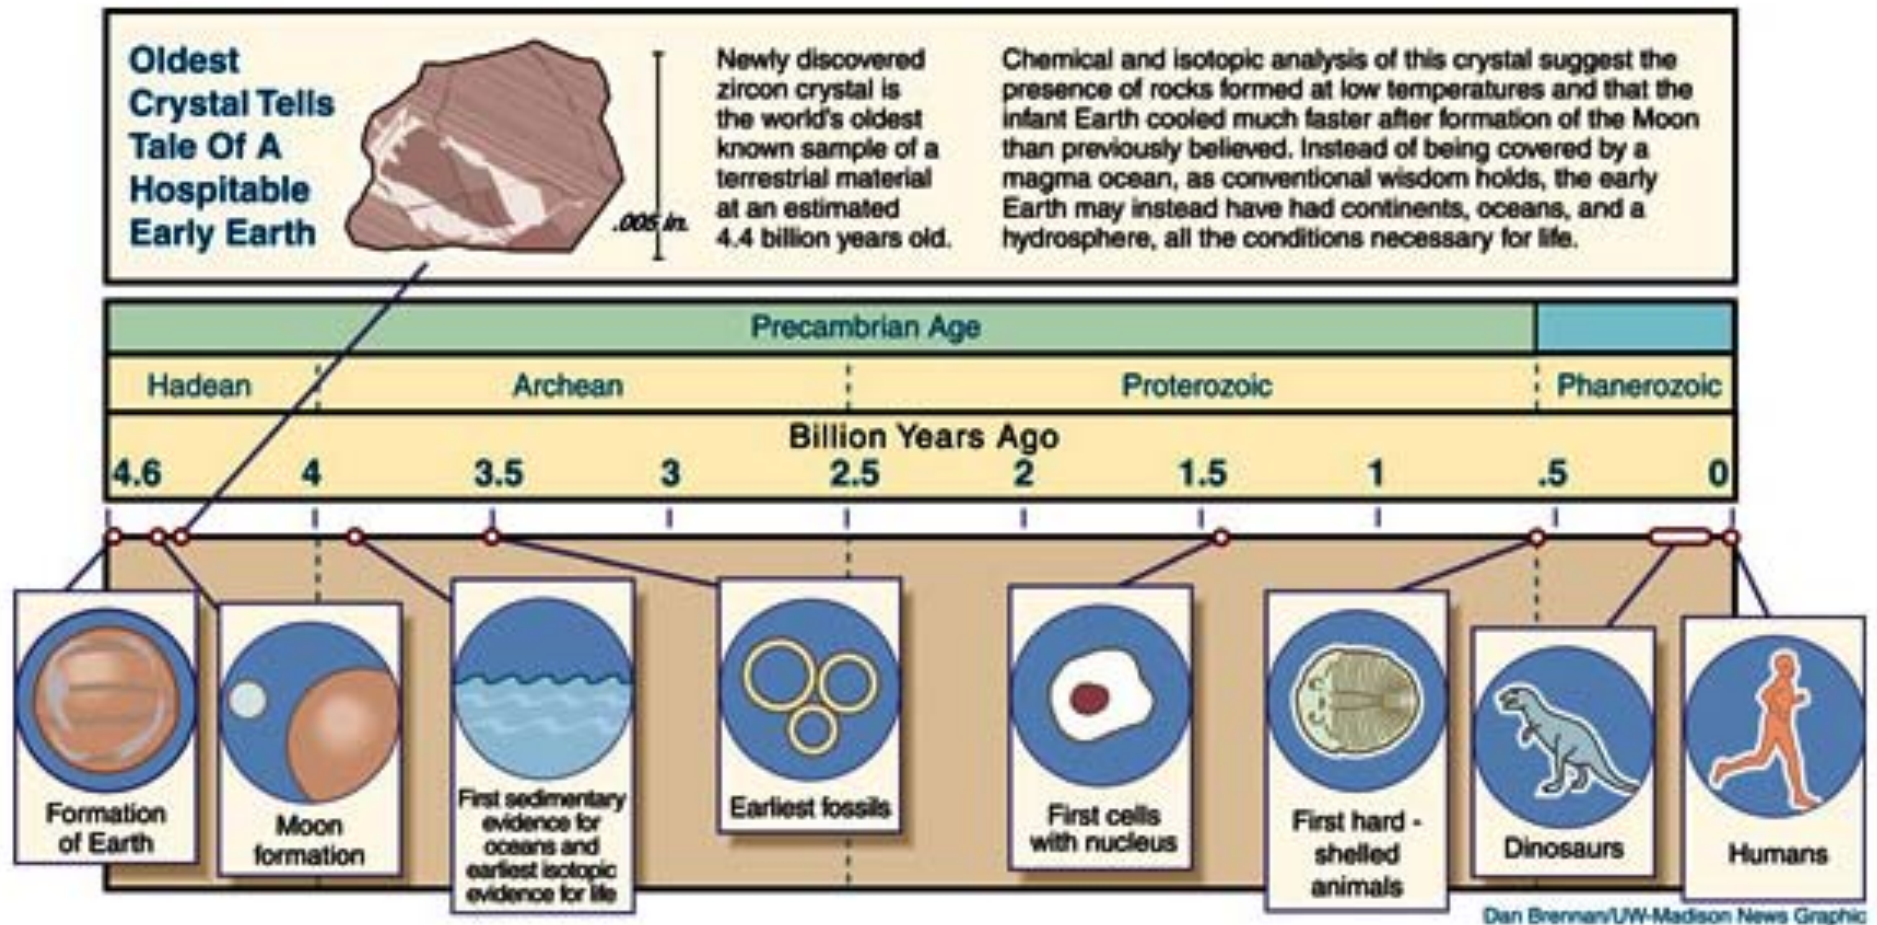 Oldest
Crystal Tells
Tale Of A
Hospitable
Early Earth
.005 in.
Newly discovered
zircon crystal is
the world's oldest
known sample of a
terrestrial material
at an estimated
4.4 billion years old.
Chemical and isotopic analysis of this crystal suggest the
presence of rocks formed at low temperatures and that the
infant Earth cooled much faster after formation of the Moon
than previously believed. Instead of being covered by a
magma ocean, as conventional wisdom holds, the early
Earth may instead have had continents, oceans, and a
hydrosphere, all the conditions necessary for life.
Precambrian Age
Hadean Archean Proterozoic Phanerozoic
Billion Years Ago
4.6 4 3.5 3 2.5 2 1.5 1 .5 0
Formation
of Earth
Moon
formation
First sedimentary
evidence for
oceans and
earliest isotopic
evidence for life
Earliest fossils
First cells
with nucleus
First hard -
shelled
animals
Dinosaurs
Humans
Dan Brennan/UW-Madison News Graphic